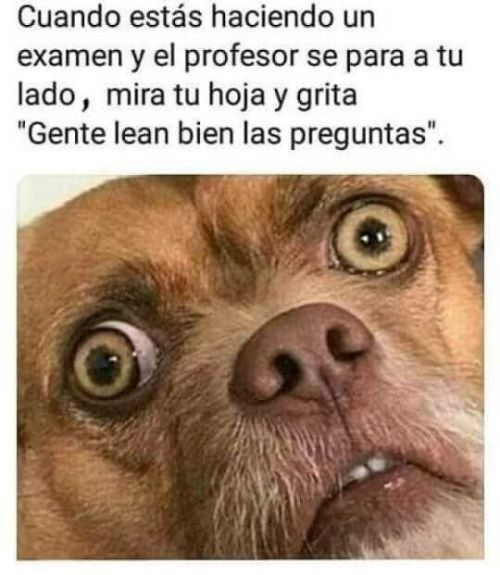 Cuando estás haciendo un
examen y el profesor se para a tu
lado, mira tu hoja y grita
"Gente lean bien las preguntas".